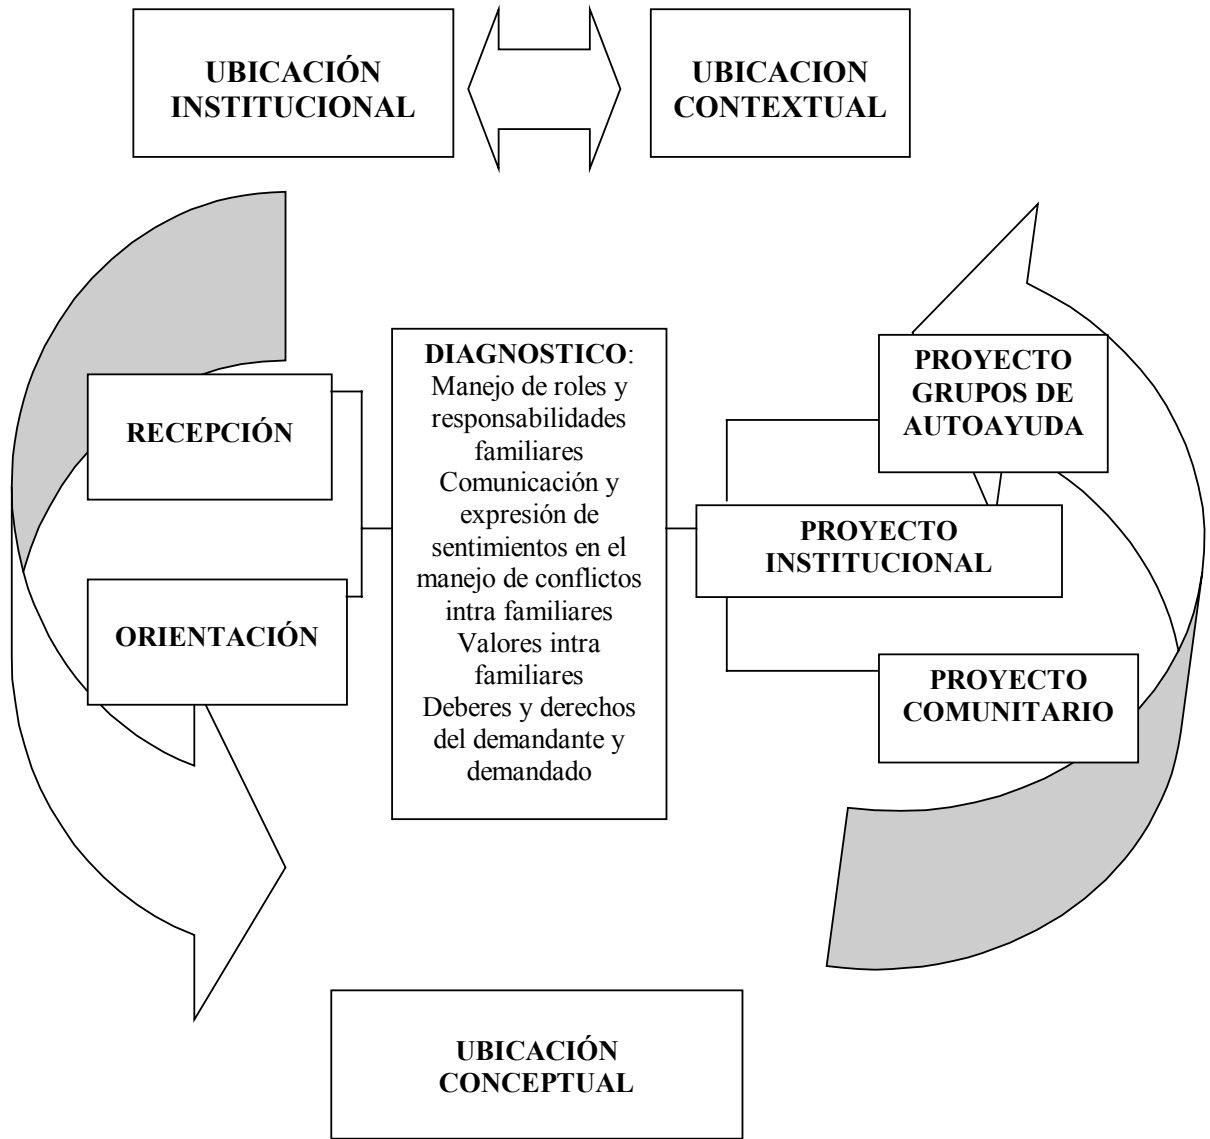 UBICACIÓN
INSTITUCIONAL
UBICACION
CONTEXTUAL
RECEPCIÓN
ORIENTACIÓN
DIAGNOSTICO:
Manejo de roles y
responsabilidades
familiares
Comunicación y
expresión de
sentimientos en el
manejo de conflictos
intra familiares
Valores intra
familiares
Deberes y derechos
del demandante y
demandado
PROYECTO
GRUPOS DE
AUTOAYUDA
PROYECTO
INSTITUCIONAL
PROYECTO
COMUNITARIO
UBICACIÓN
CONCEPTUAL